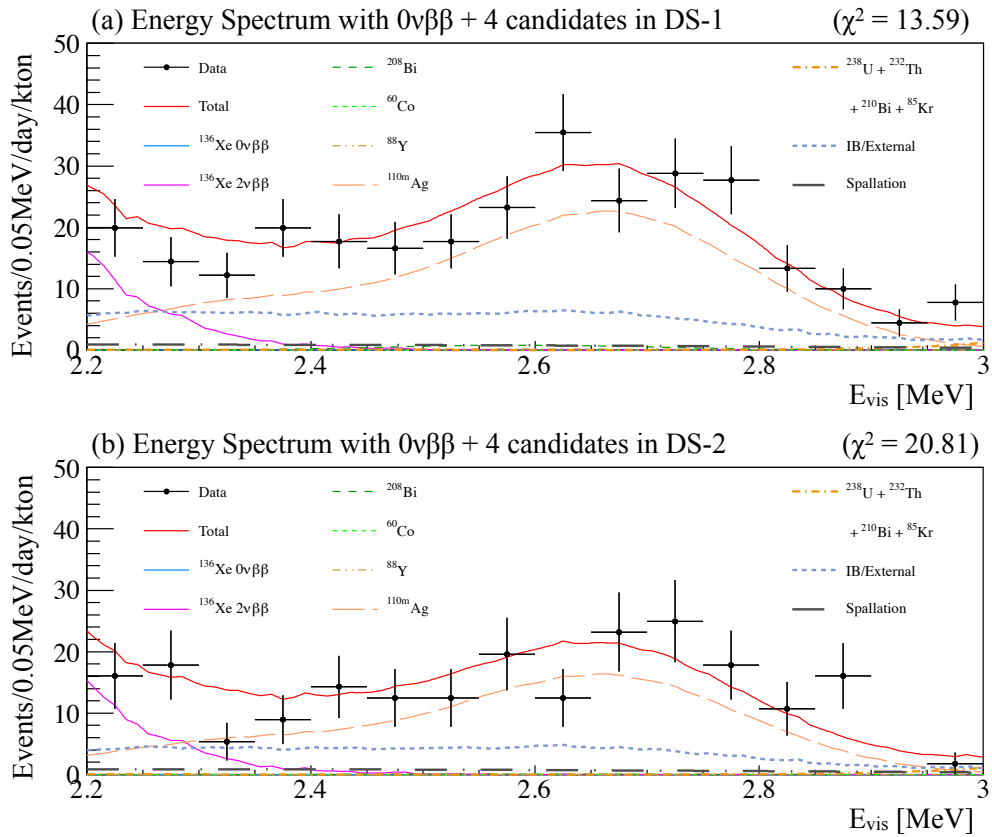 (a) Energy Spectrum with 0νββ + 4 candidates in DS-1 (χ² = 13.59)
50
40
30
20
10
0
Events/0.05MeV/day/kton
Data
Total
¹³⁶Xe 0νββ
¹³⁶Xe 2νββ
²⁰⁸Bi
⁶⁰Co
⁸⁸Y
¹¹⁰ᵐAg
²³⁸U + ²³²Th
+ ²¹⁰Bi + ⁸⁵Kr
IB/External
Spallation
2.2 2.4 2.6 2.8 3
E_vis [MeV]
(b) Energy Spectrum with 0νββ + 4 candidates in DS-2 (χ² = 20.81)
50
40
30
20
10
0
Events/0.05MeV/day/kton
Data
Total
¹³⁶Xe 0νββ
¹³⁶Xe 2νββ
²⁰⁸Bi
⁶⁰Co
⁸⁸Y
¹¹⁰ᵐAg
²³⁸U + ²³²Th
+ ²¹⁰Bi + ⁸⁵Kr
IB/External
Spallation
2.2 2.4 2.6 2.8 3
E_vis [MeV]